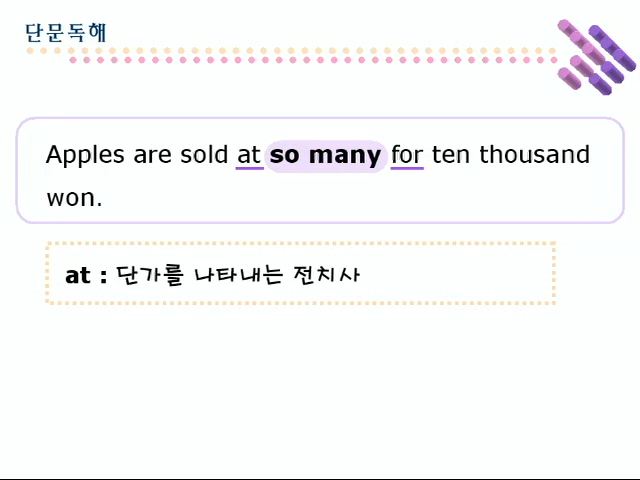 단문독해
Apples are sold at so many for ten thousand
won.
at : 단가를 나타내는 전치사